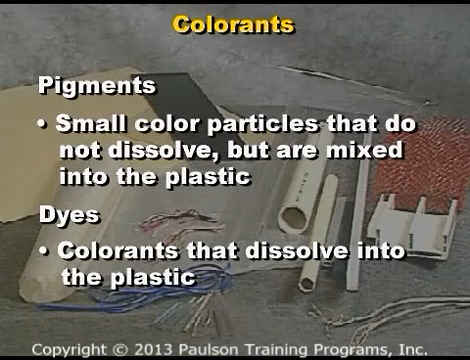 Colorants
Pigments
• Small color particles that do
not dissolve, but are mixed
into the plastic
Dyes
• Colorants that dissolve into
the plastic
Copyright © 2013 Paulson Training Programs, Inc.